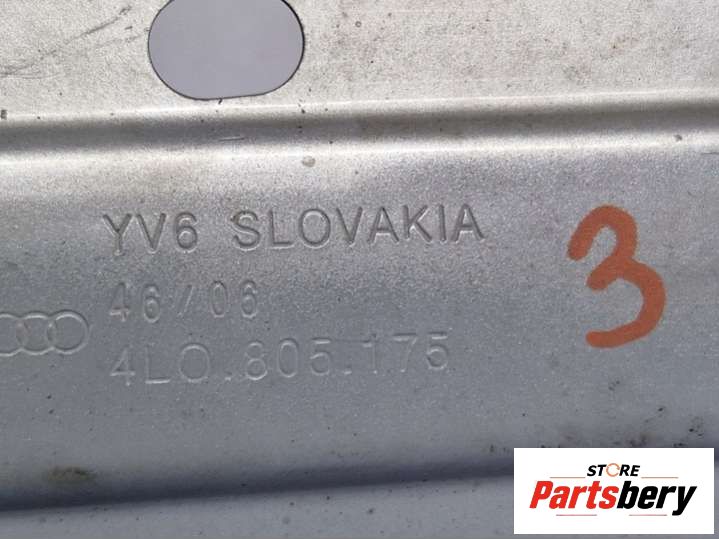 YV6 SLOVAKIA
46/06
4L0.805.175
3
STORE
Partsbery